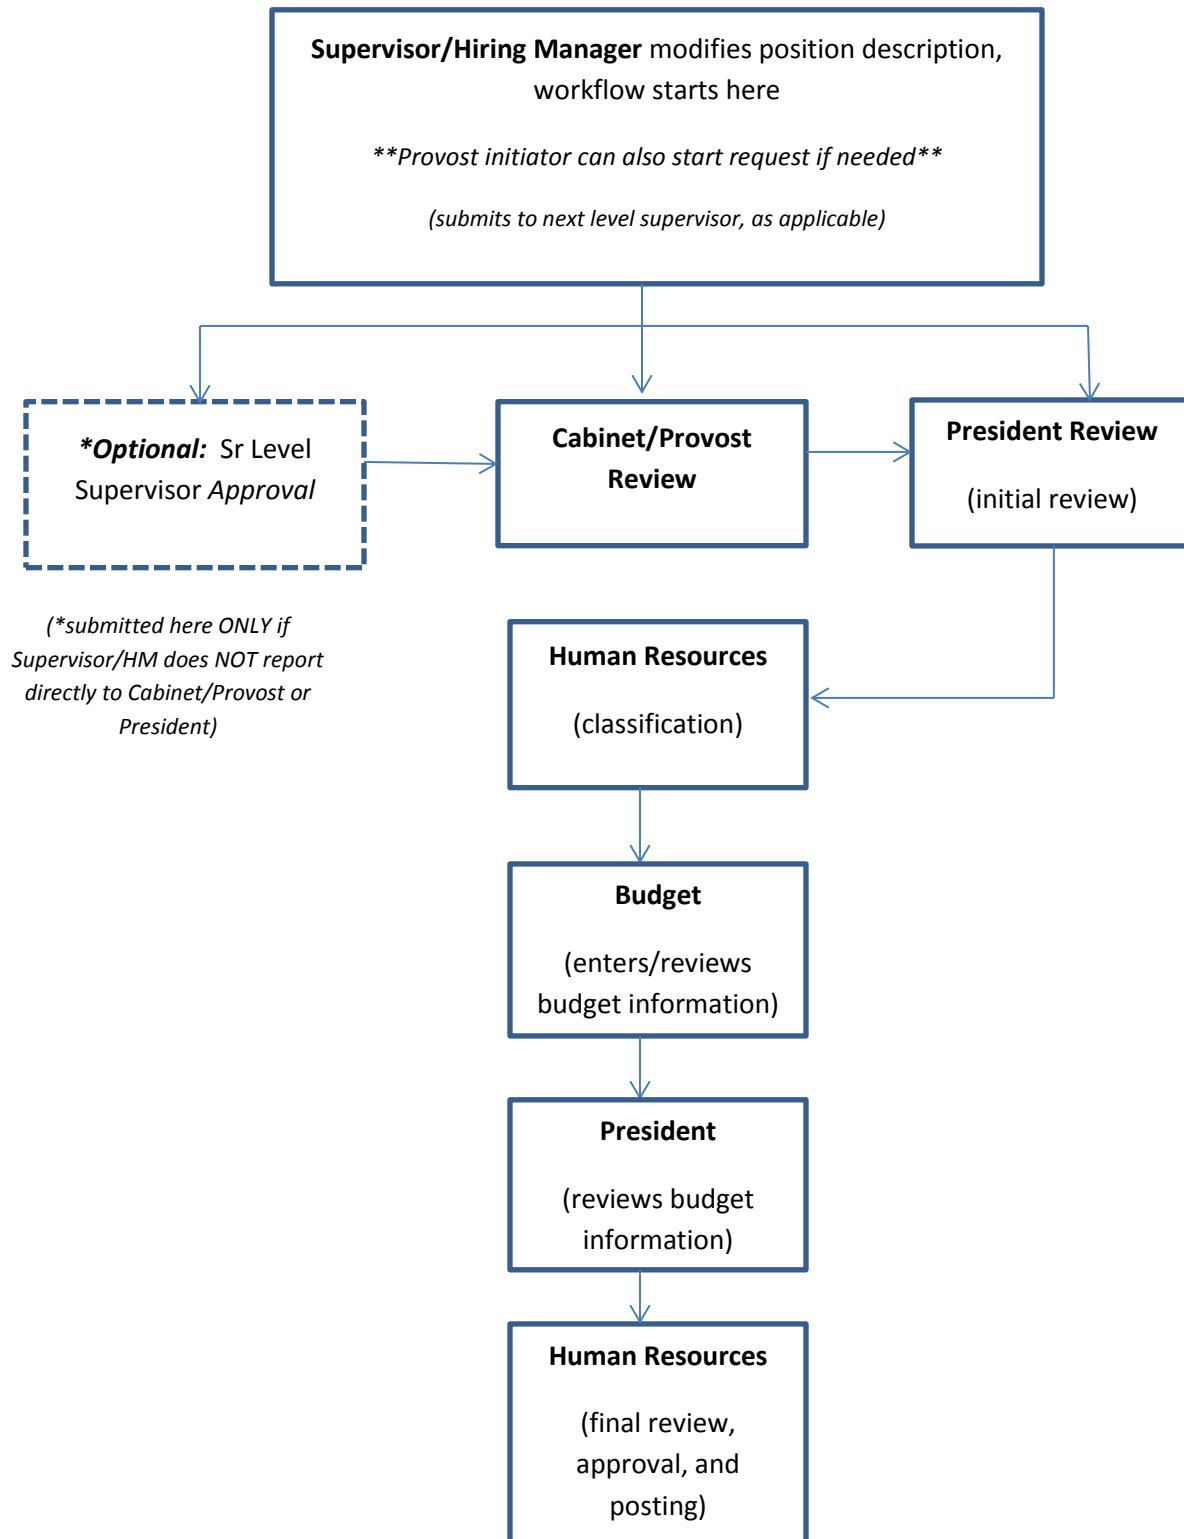 Supervisor/Hiring Manager modifies position description,
workflow starts here
**Provost initiator can also start request if needed**
(submits to next level supervisor, as applicable)
*Optional:  Sr Level
Supervisor Approval
Cabinet/Provost
Review
President Review
(initial review)
(*submitted here ONLY if
Supervisor/HM does NOT report
directly to Cabinet/Provost or
President)
Human Resources
(classification)
Budget
(enters/reviews
budget information)
President
(reviews budget
information)
Human Resources
(final review,
approval, and
posting)